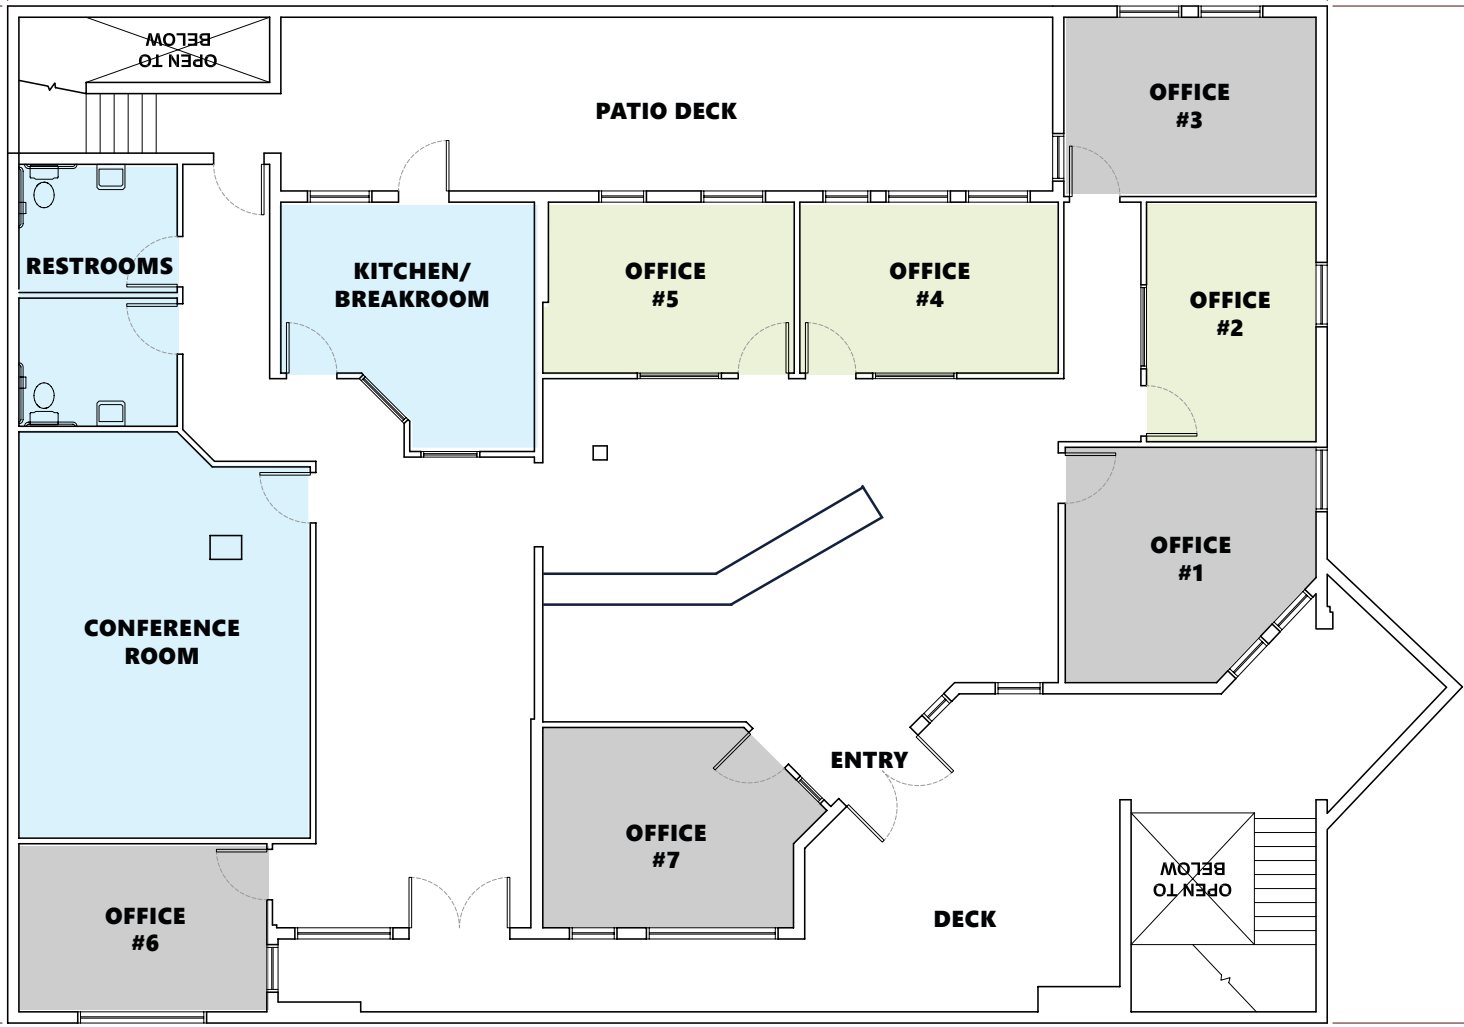 OPEN TO
BELOW
PATIO DECK
OFFICE
#3
RESTROOMS
KITCHEN/
BREAKROOM
OFFICE
#5
OFFICE
#4
OFFICE
#2
OFFICE
#1
CONFERENCE
ROOM
ENTRY
OFFICE
#7
OPEN TO
BELOW
OFFICE
#6
DECK